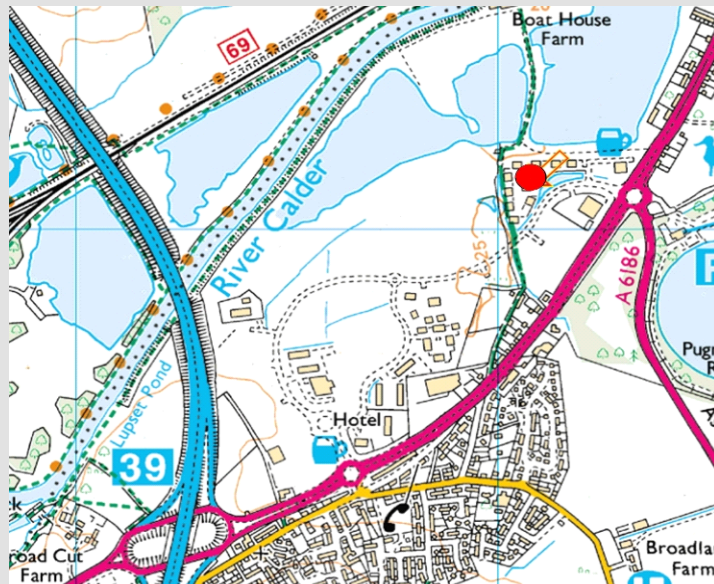 Boat House
Farm
69
River Calder
25
A 6186
P
Pug
R
Lupset Pond
Hotel
39
road Cut
Farm
Broadla
Farm